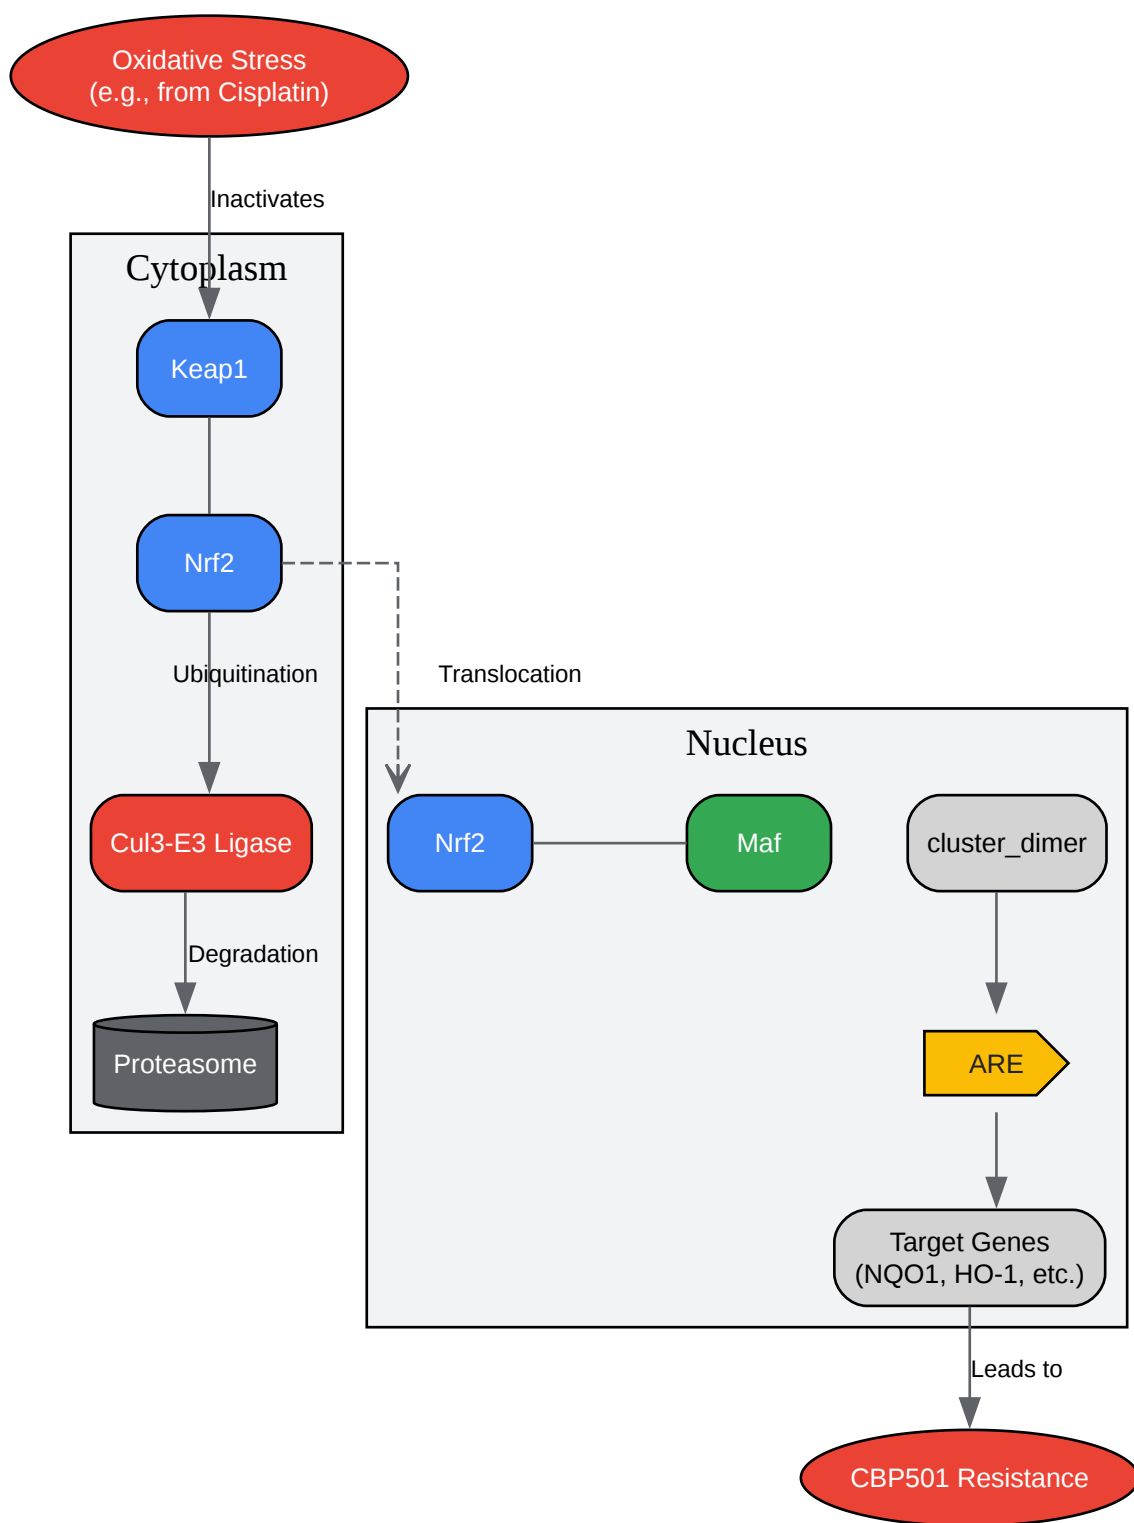 Oxidative Stress
(e.g., from Cisplatin)
Inactivates
Cytoplasm
Keap1
Nrf2
Ubiquitination
Translocation
Nucleus
Cul3-E3 Ligase
Nrf2
Maf
cluster_dimer
Degradation
Proteasome
ARE
Target Genes
(NQO1, HO-1, etc.)
Leads to
CBP501 Resistance